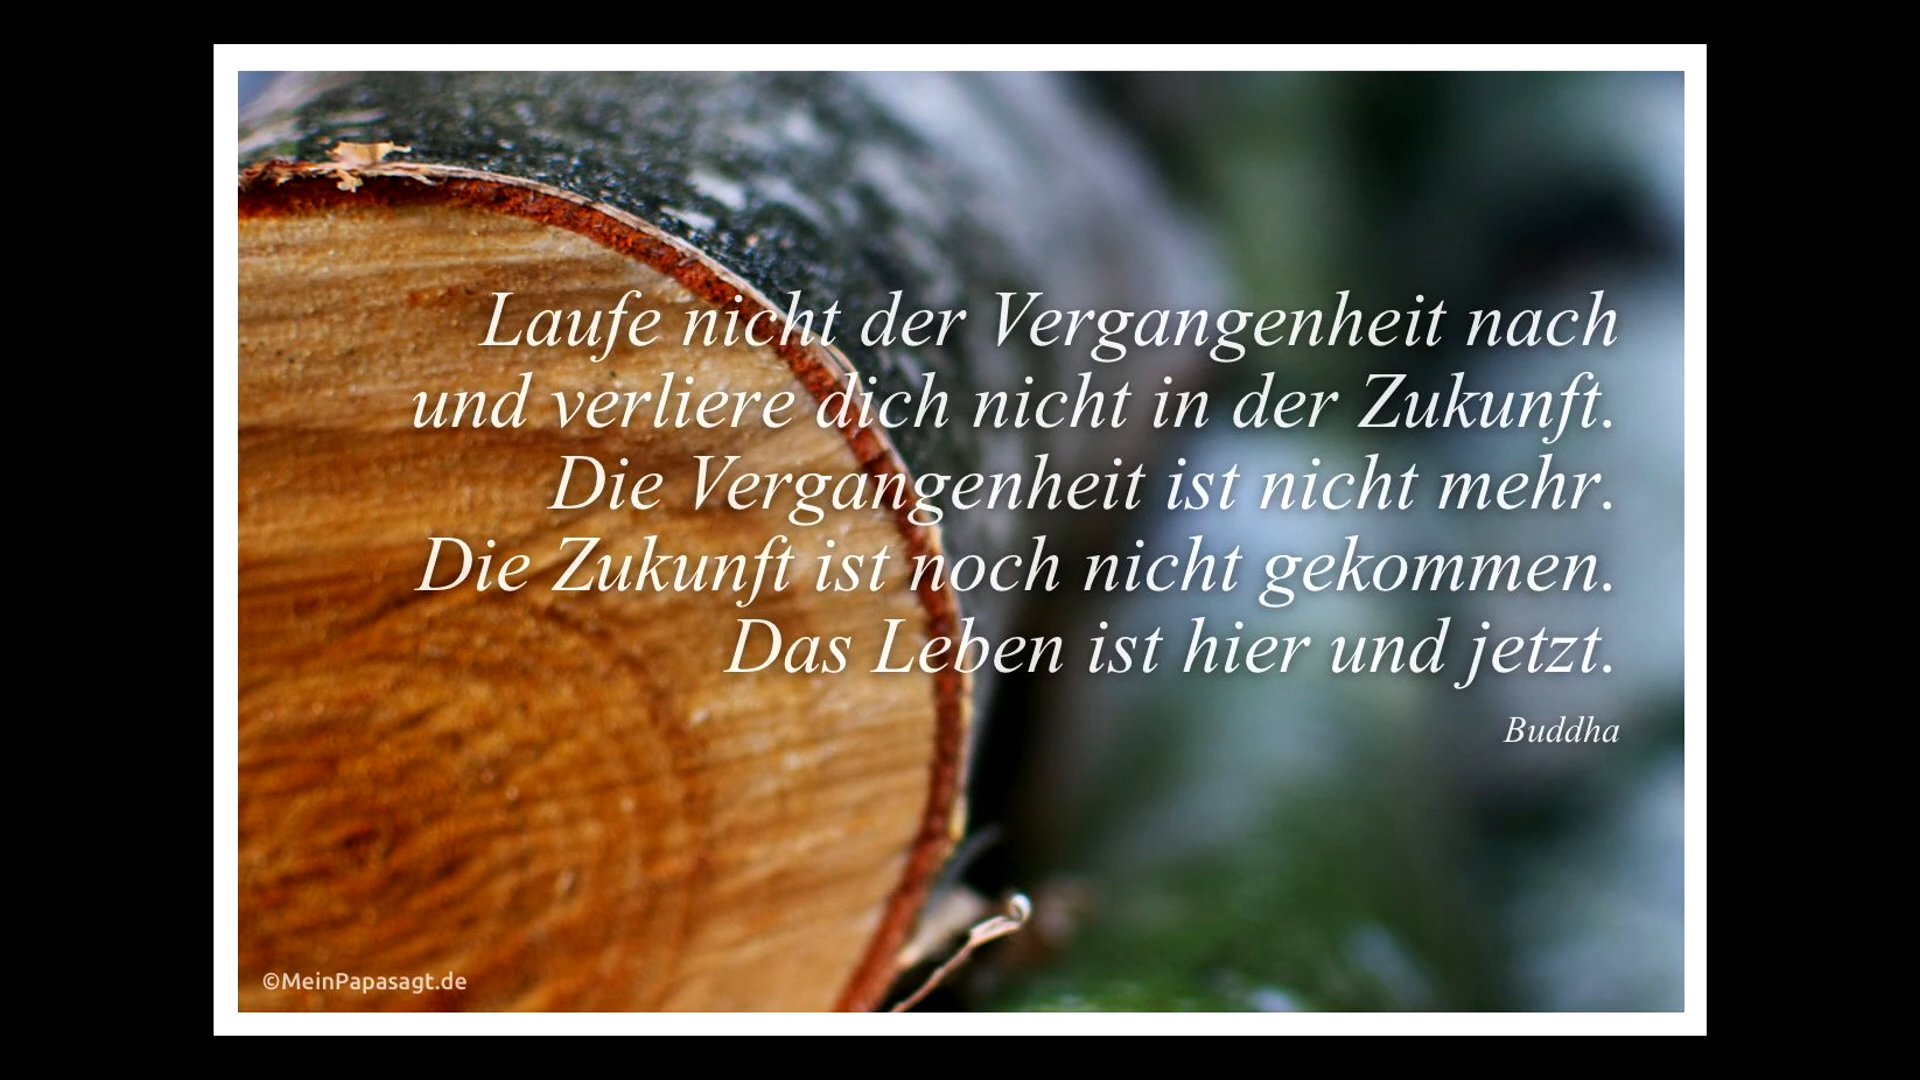 Laufe nicht der Vergangenheit nach
und verliere dich nicht in der Zukunft.
Die Vergangenheit ist nicht mehr.
Die Zukunft ist noch nicht gekommen.
Das Leben ist hier und jetzt.
Buddha
©MeinPapasagt.de